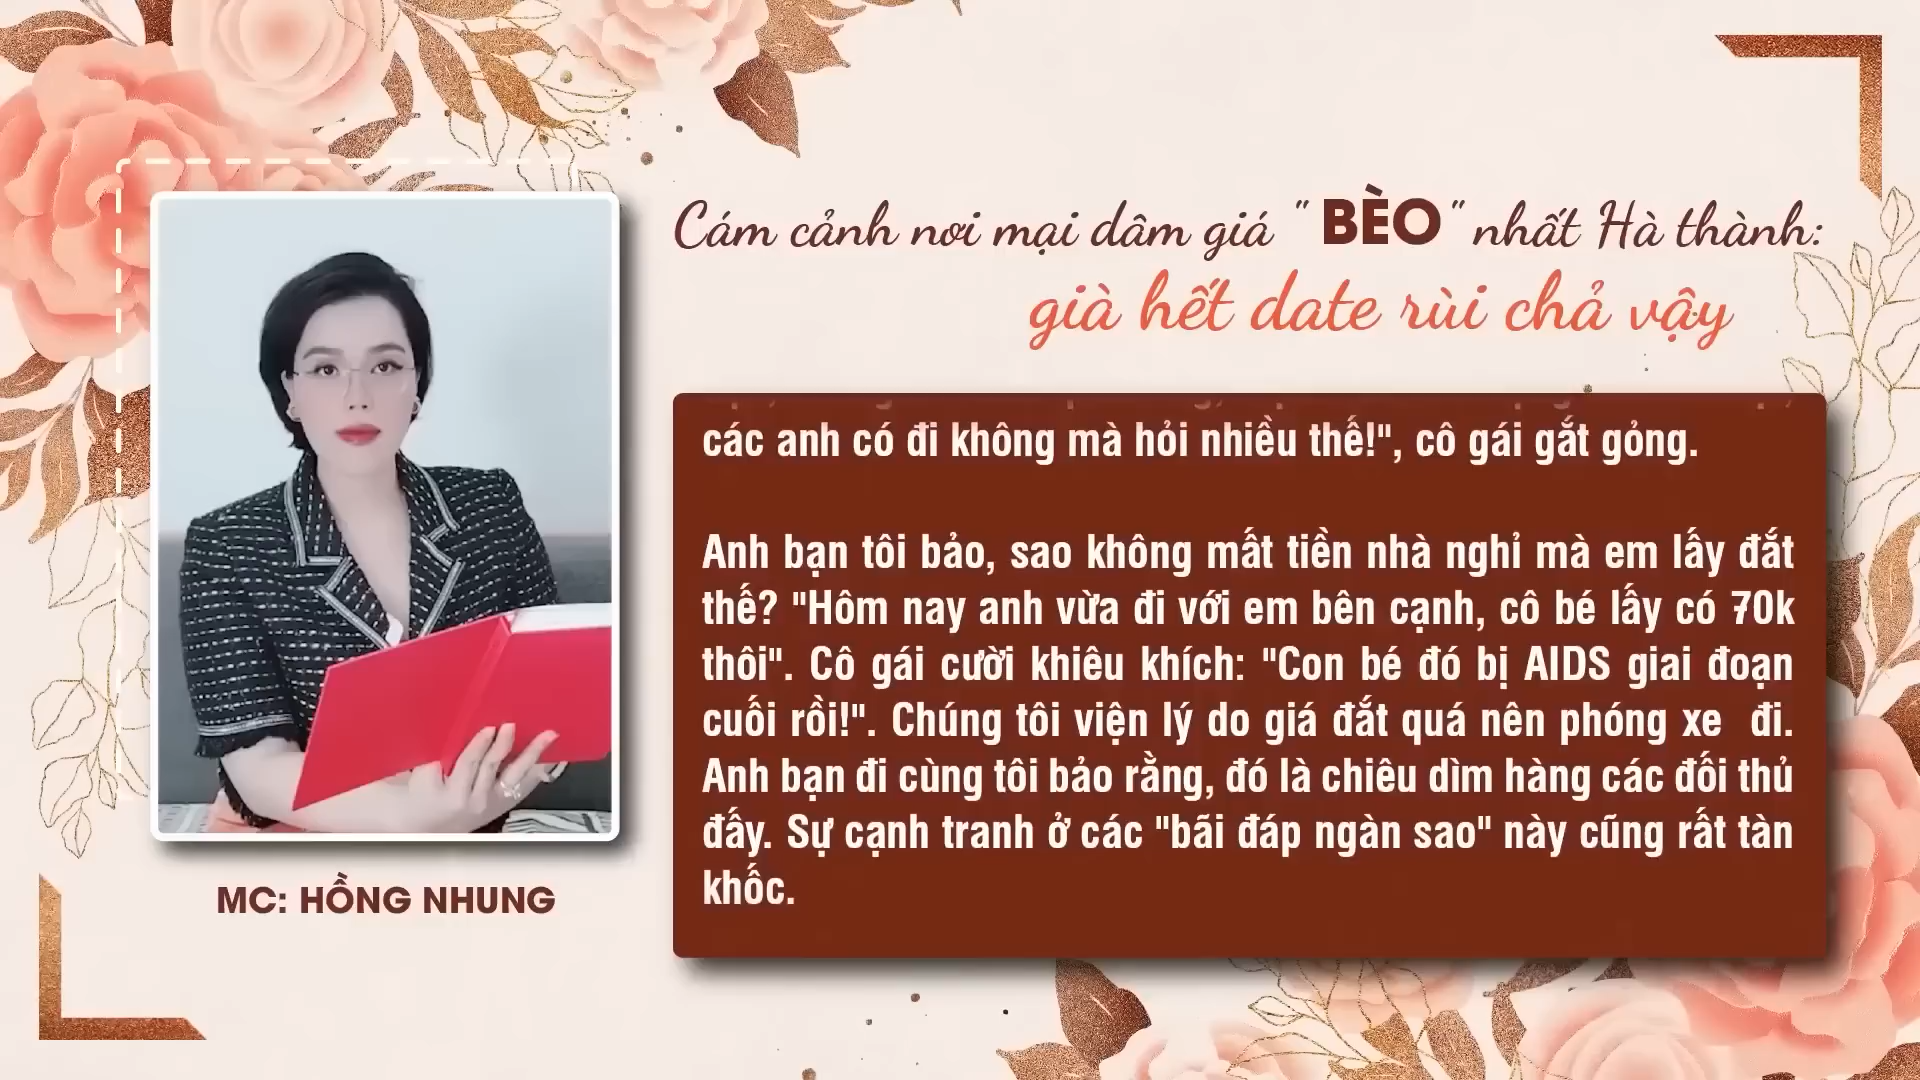 Cám cảnh nơi mại dâm giá "BÈO" nhất Hà thành:
già hết date rùi chả vậy
các anh có đi không mà hỏi nhiều thế!", cô gái gắt gỏng.
Anh bạn tôi bảo, sao không mất tiền nhà nghỉ mà em lấy đắt
thế? "Hôm nay anh vừa đi với em bên cạnh, cô bé lấy có 70k
thôi". Cô gái cười khiêu khích: "Con bé đó bị AIDS giai đoạn
cuối rồi!". Chúng tôi viện lý do giá đắt quá nên phóng xe  đi.
Anh bạn đi cùng tôi bảo rằng, đó là chiêu dìm hàng các đối thủ
đấy. Sự cạnh tranh ở các "bãi đáp ngàn sao" này cũng rất tàn
khốc.
MC: HỒNG NHUNG